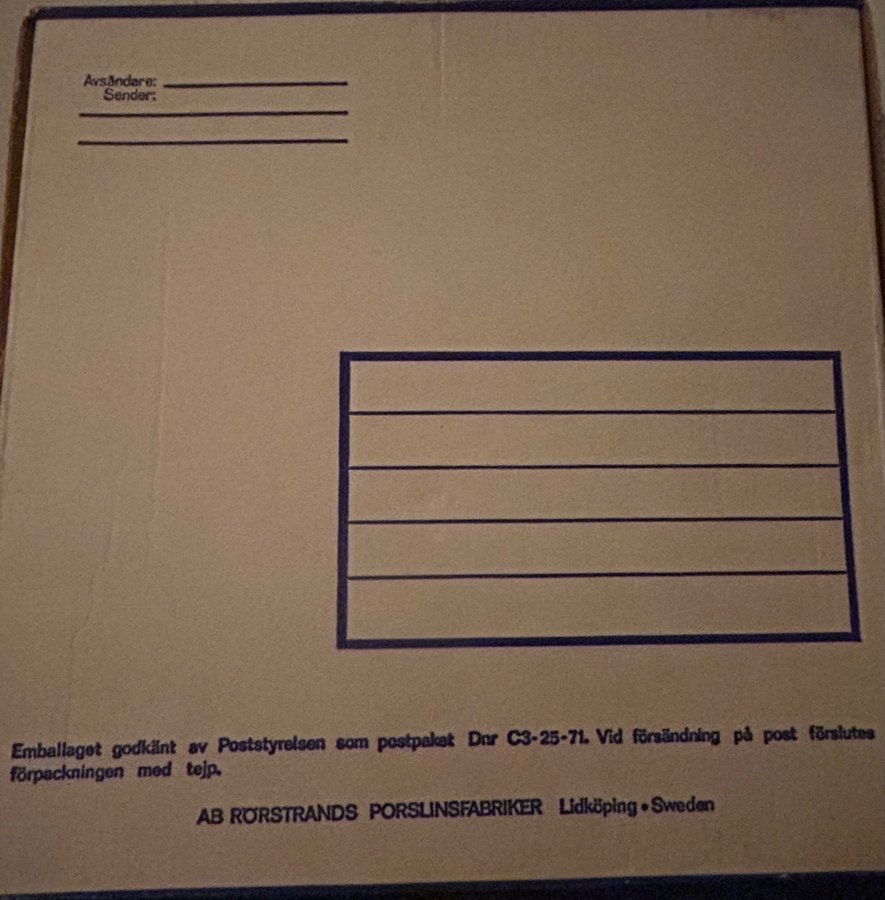 Avsändare:
Sender:
Emballaget godkänt av Poststyrelsen som postpaket Dnr C3-25-71. Vid försändning på post förslutes
förpackningen med tejp.
AB RÖRSTRANDS PORSLINSFABRIKER Lidköping • Sweden